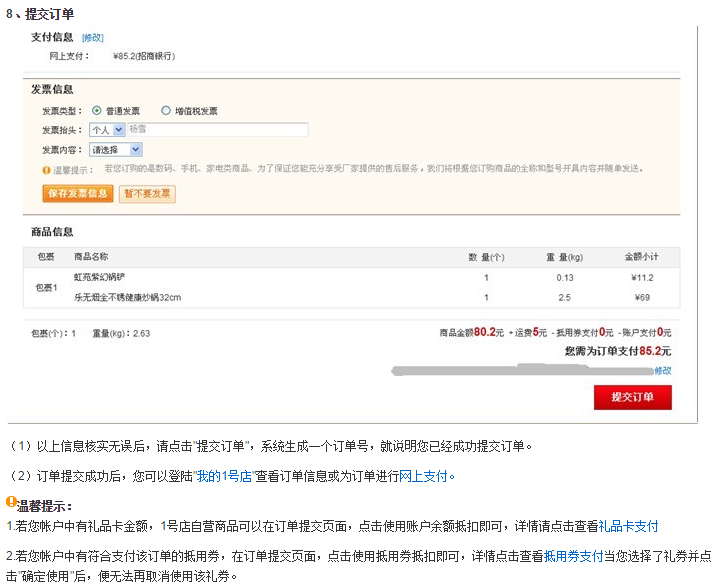 8、提交订单
支付信息 [修改]
网上支付： ¥85.2(招商银行)
发票信息
发票类型： 普通发票 增值税发票
发票抬头： 个人 杨雪
发票内容： 请选择
温馨提示： 若您订购的是数码、手机、家电类商品、为了保证您能充分享受厂家提供的售后服务，我们将根据您订购商品的全称和型号开具内容并随单发送。
保存发票信息 暂不要发票
商品信息
包裹 商品名称 数 量(个) 重 量(kg) 金额小计
包裹1
虹苑紫幻锅铲 1 0.13 ¥11.2
乐无烟全不锈健康炒锅32cm 1 2.5 ¥69
包裹(个)：1 重量(kg)：2.63 商品金额80.2元 +运费5元 -抵用券支付0元 -账户支付0元
您需为订单支付85.2元
修改
提交订单
（1）以上信息核实无误后，请点击"提交订单"，系统生成一个订单号，就说明您已经成功提交订单。
（2）订单提交成功后，您可以登陆"我的1号店"查看订单信息或为订单进行网上支付。
温馨提示：
1.若您帐户中有礼品卡金额，1号店自营商品可以在订单提交页面，点击使用账户余额抵扣即可，详情请点击查看礼品卡支付
2.若您帐户中有符合支付该订单的抵用券，在订单提交页面，点击使用抵用券抵扣即可，详情点击查看抵用券支付当您选择了礼券并点
击"确定使用"后，便无法再取消使用该礼券。